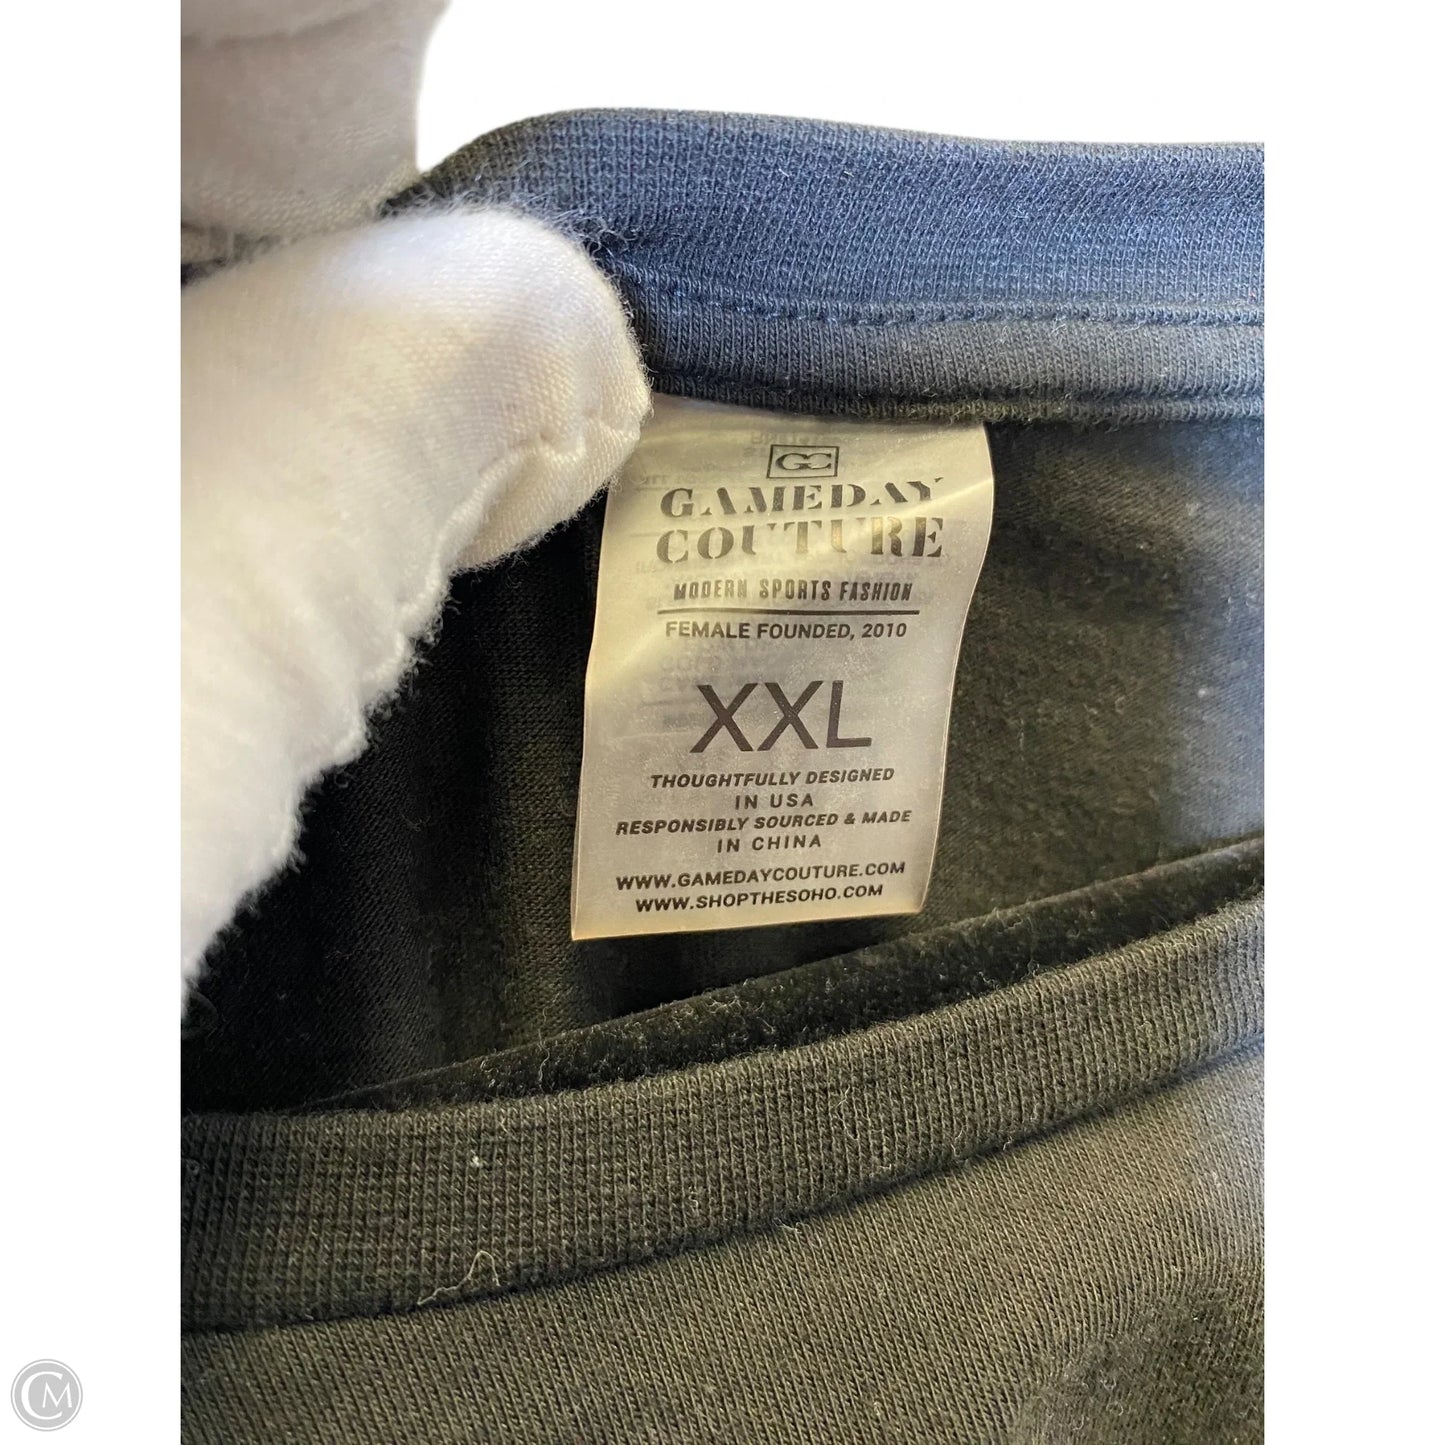 GC
GAMEDAY
COUTURE
MODERN SPORTS FASHION
FEMALE FOUNDED, 2010
XXL
THOUGHTFULLY DESIGNED
IN USA
RESPONSIBLY SOURCED & MADE
IN CHINA
WWW.GAMEDAYCOUTURE.COM
WWW.SHOPTHESOHO.COM
CM